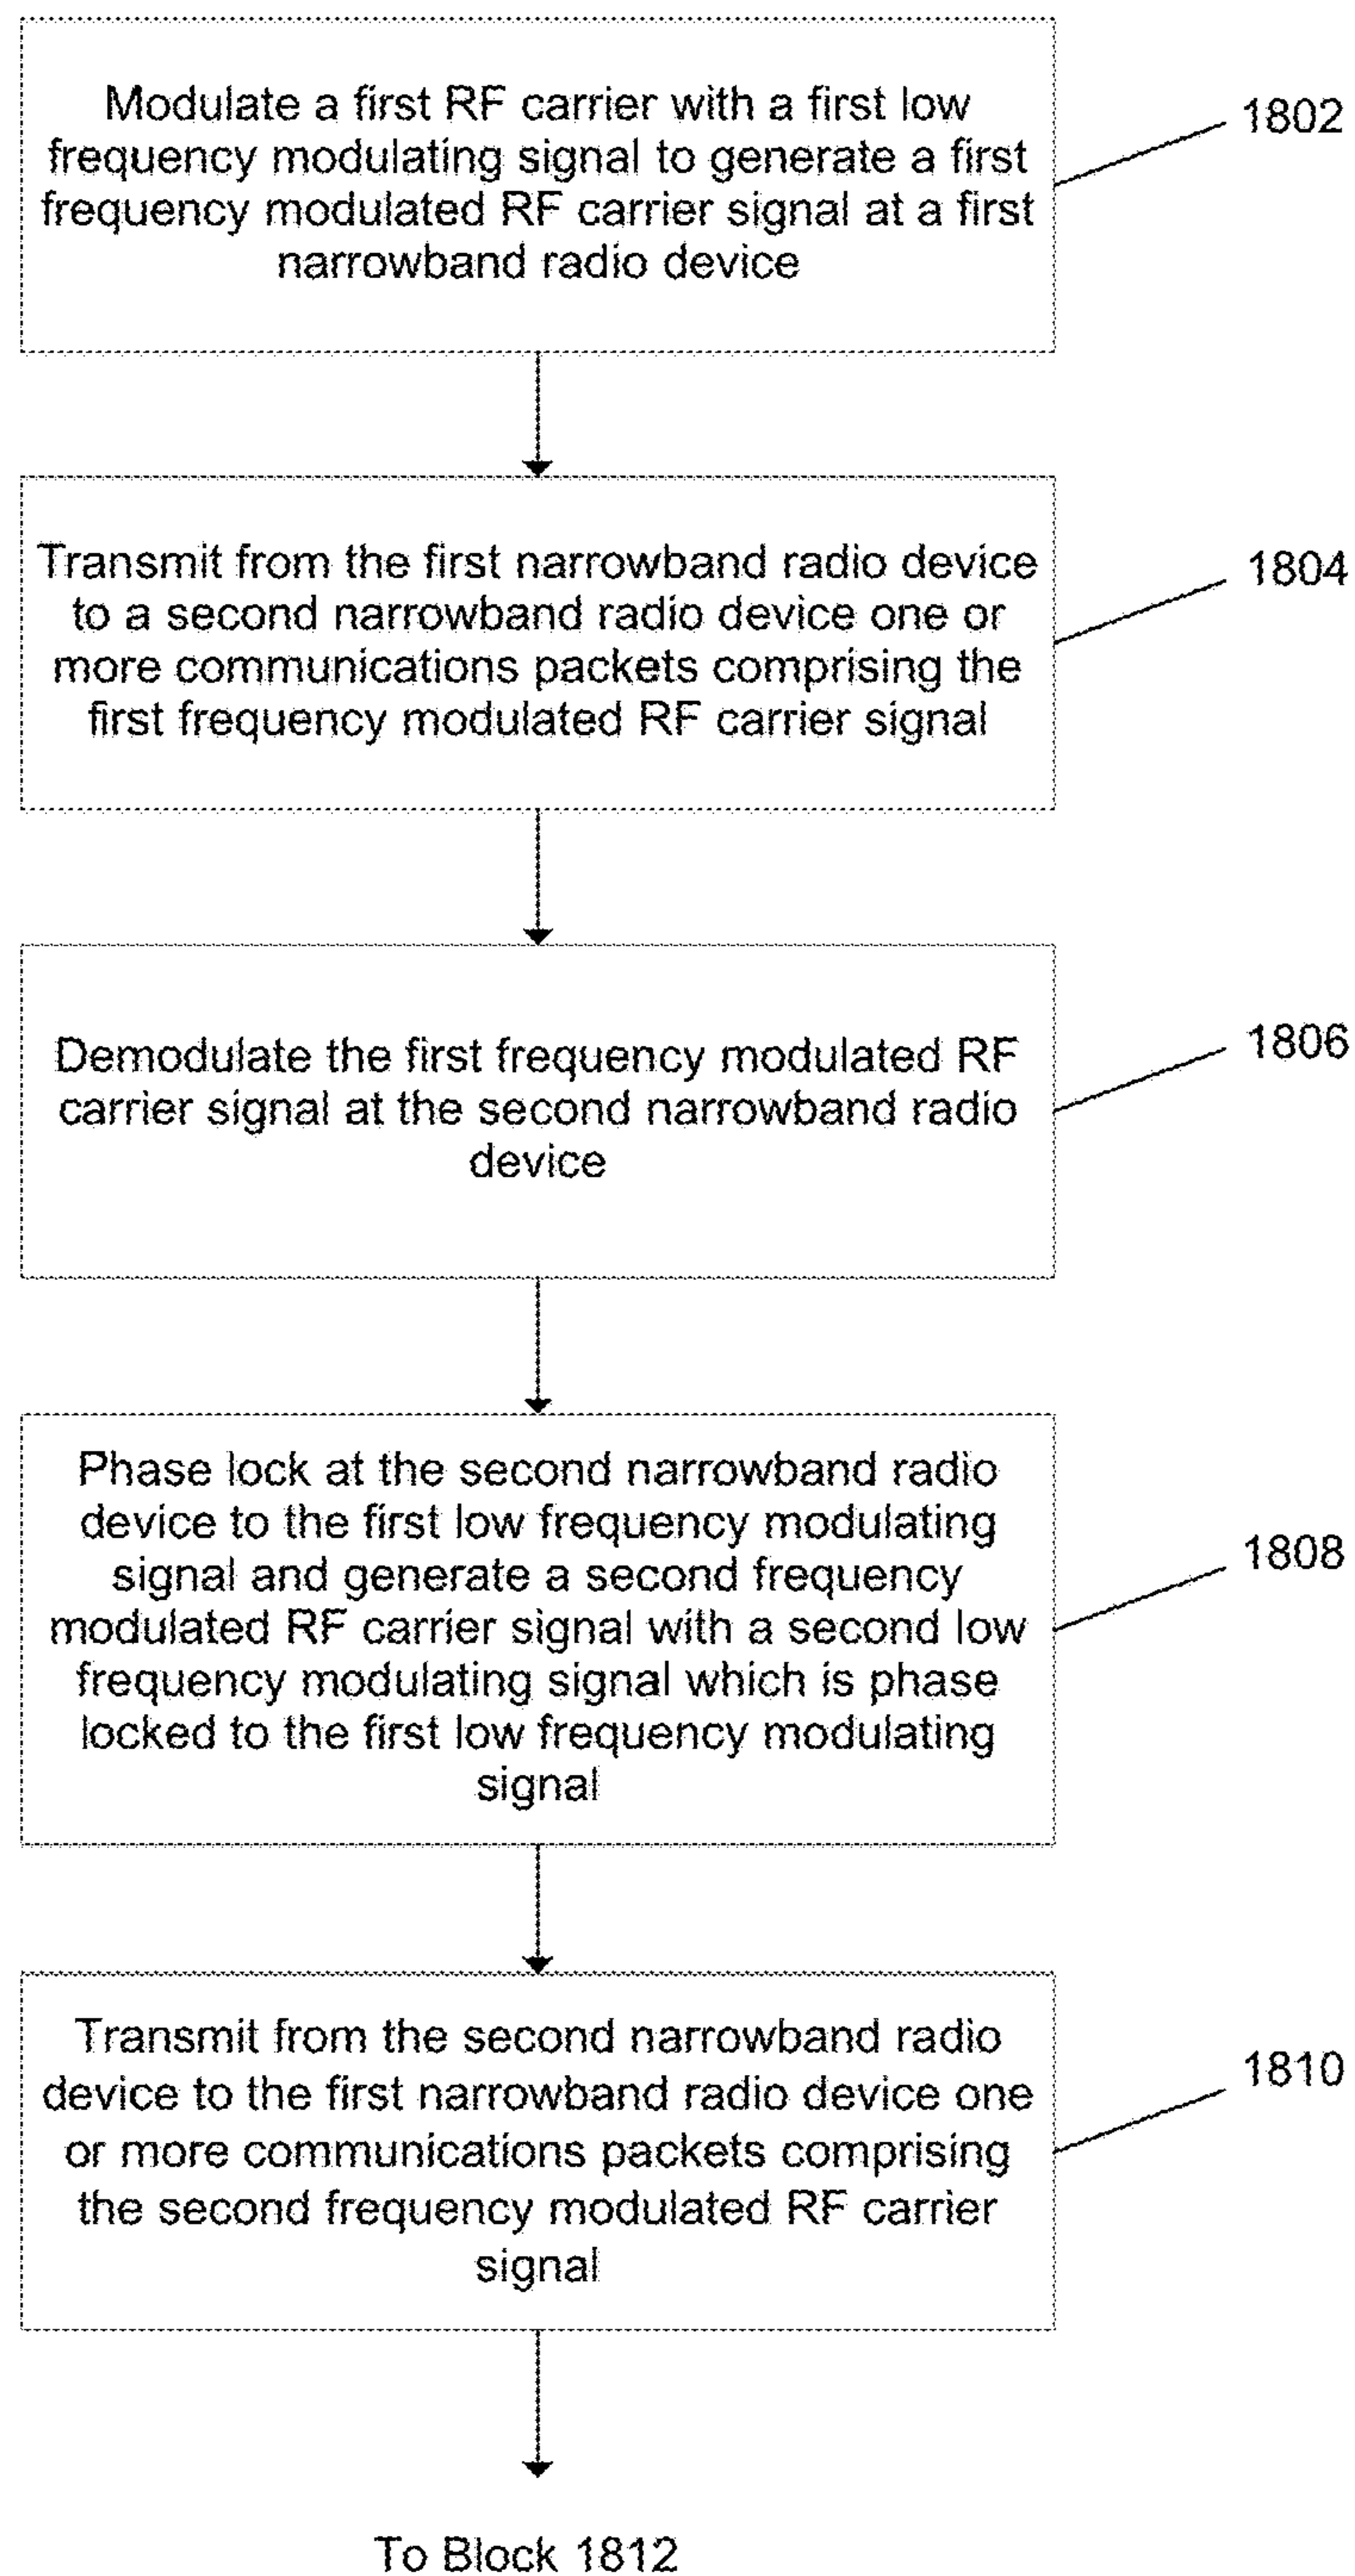 Modulate a first RF carrier with a first low
frequency modulating signal to generate a first
frequency modulated RF carrier signal at a first
narrowband radio device
1802
Transmit from the first narrowband radio device
to a second narrowband radio device one or
more communications packets comprising the
first frequency modulated RF carrier signal
1804
Demodulate the first frequency modulated RF
carrier signal at the second narrowband radio
device
1806
Phase lock at the second narrowband radio
device to the first low frequency modulating
signal and generate a second frequency
modulated RF carrier signal with a second low
frequency modulating signal which is phase
locked to the first low frequency modulating
signal
1808
Transmit from the second narrowband radio
device to the first narrowband radio device one
or more communications packets comprising
the second frequency modulated RF carrier
signal
1810
To Block 1812